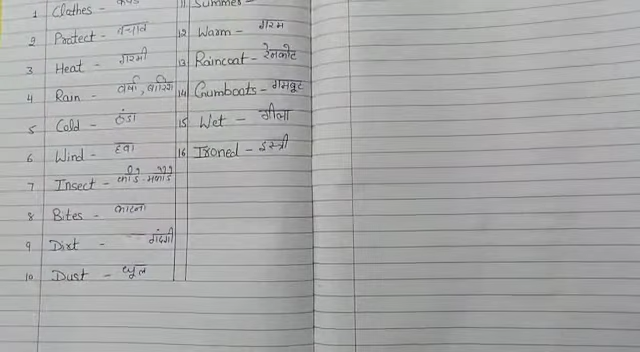 1 Clothes - कपड़े
2 Protect - बचाव
3 Heat - गरमी
4 Rain - वर्षा, बारिश
5 Cold - ठंडा
6 Wind - हवा
7 Insect - कीड़े-मकोड़े
8 Bites - काटना
9 Dirt - गंदगी
10 Dust - धूल
11 Summer -
12 Warm - गरम
13 Raincoat - रेनकोट
14 Gumboots - गमबूट
15 Wet - गीला
16 Ironed - इस्त्री